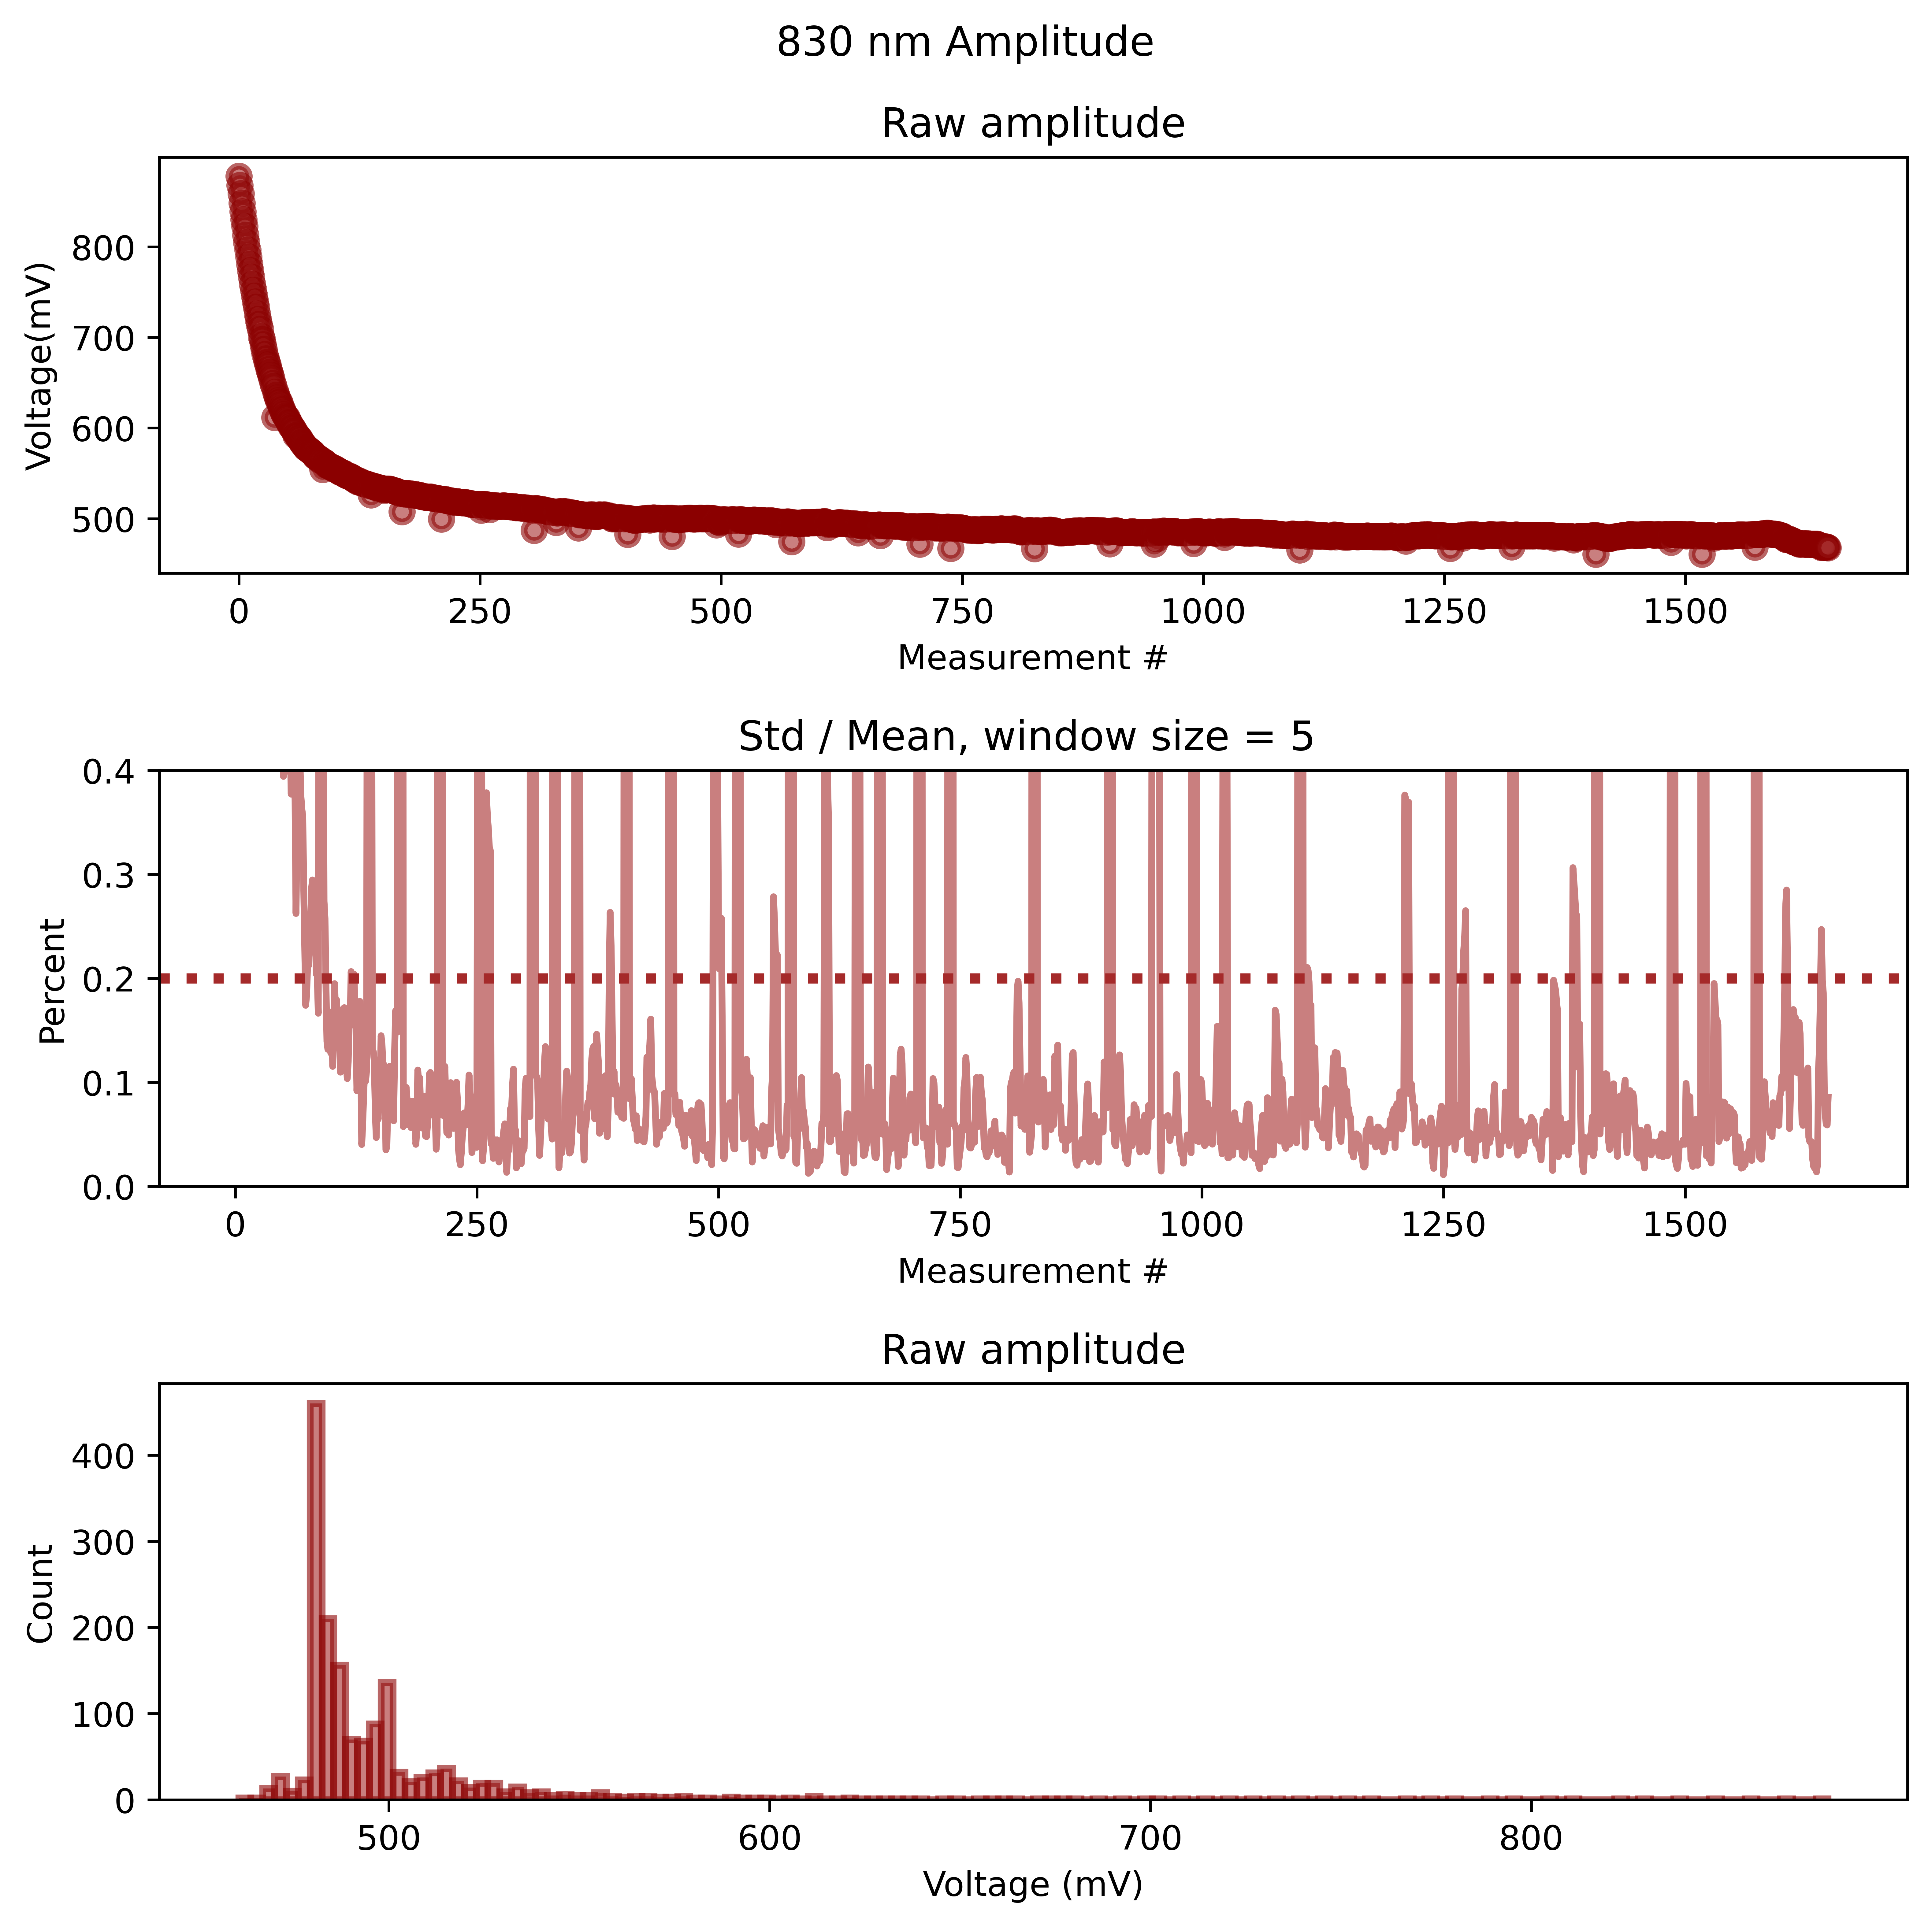 830 nm Amplitude
Raw amplitude
Voltage(mV)
800
700
600
500
0 250 500 750 1000 1250 1500
Measurement #
Std / Mean, window size = 5
Percent
0.4
0.3
0.2
0.1
0.0
0 250 500 750 1000 1250 1500
Measurement #
Raw amplitude
Count
400
300
200
100
0
500 600 700 800
Voltage (mV)